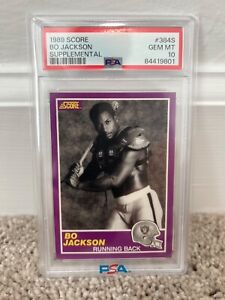 1989 SCORE #384S
BO JACKSON GEM MT
SUPPLEMENTAL 10
PSA 84419801
SCORE
BO
JACKSON
RUNNING BACK
PSA